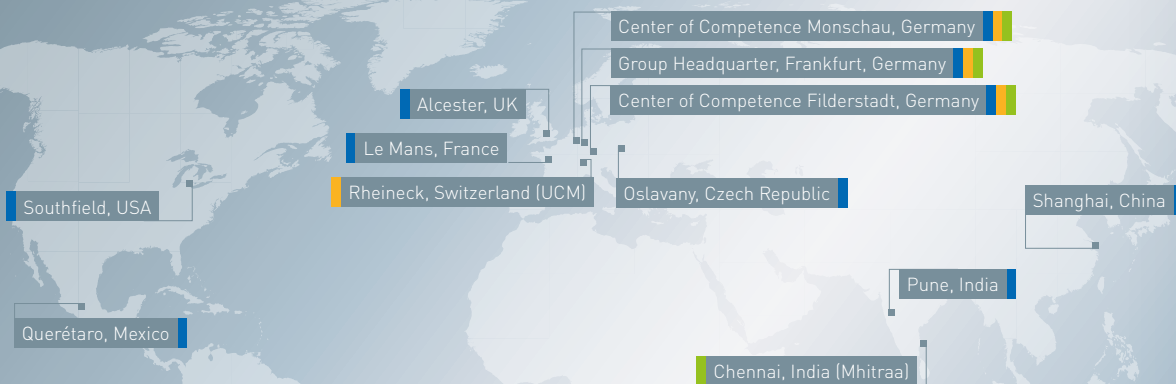 Center of Competence Monschau, Germany
Group Headquarter, Frankfurt, Germany
Center of Competence Filderstadt, Germany
Alcester, UK
Le Mans, France
Rheineck, Switzerland (UCM)
Oslavany, Czech Republic
Southfield, USA
Shanghai, China
Pune, India
Querétaro, Mexico
Chennai, India (Mhitraa)